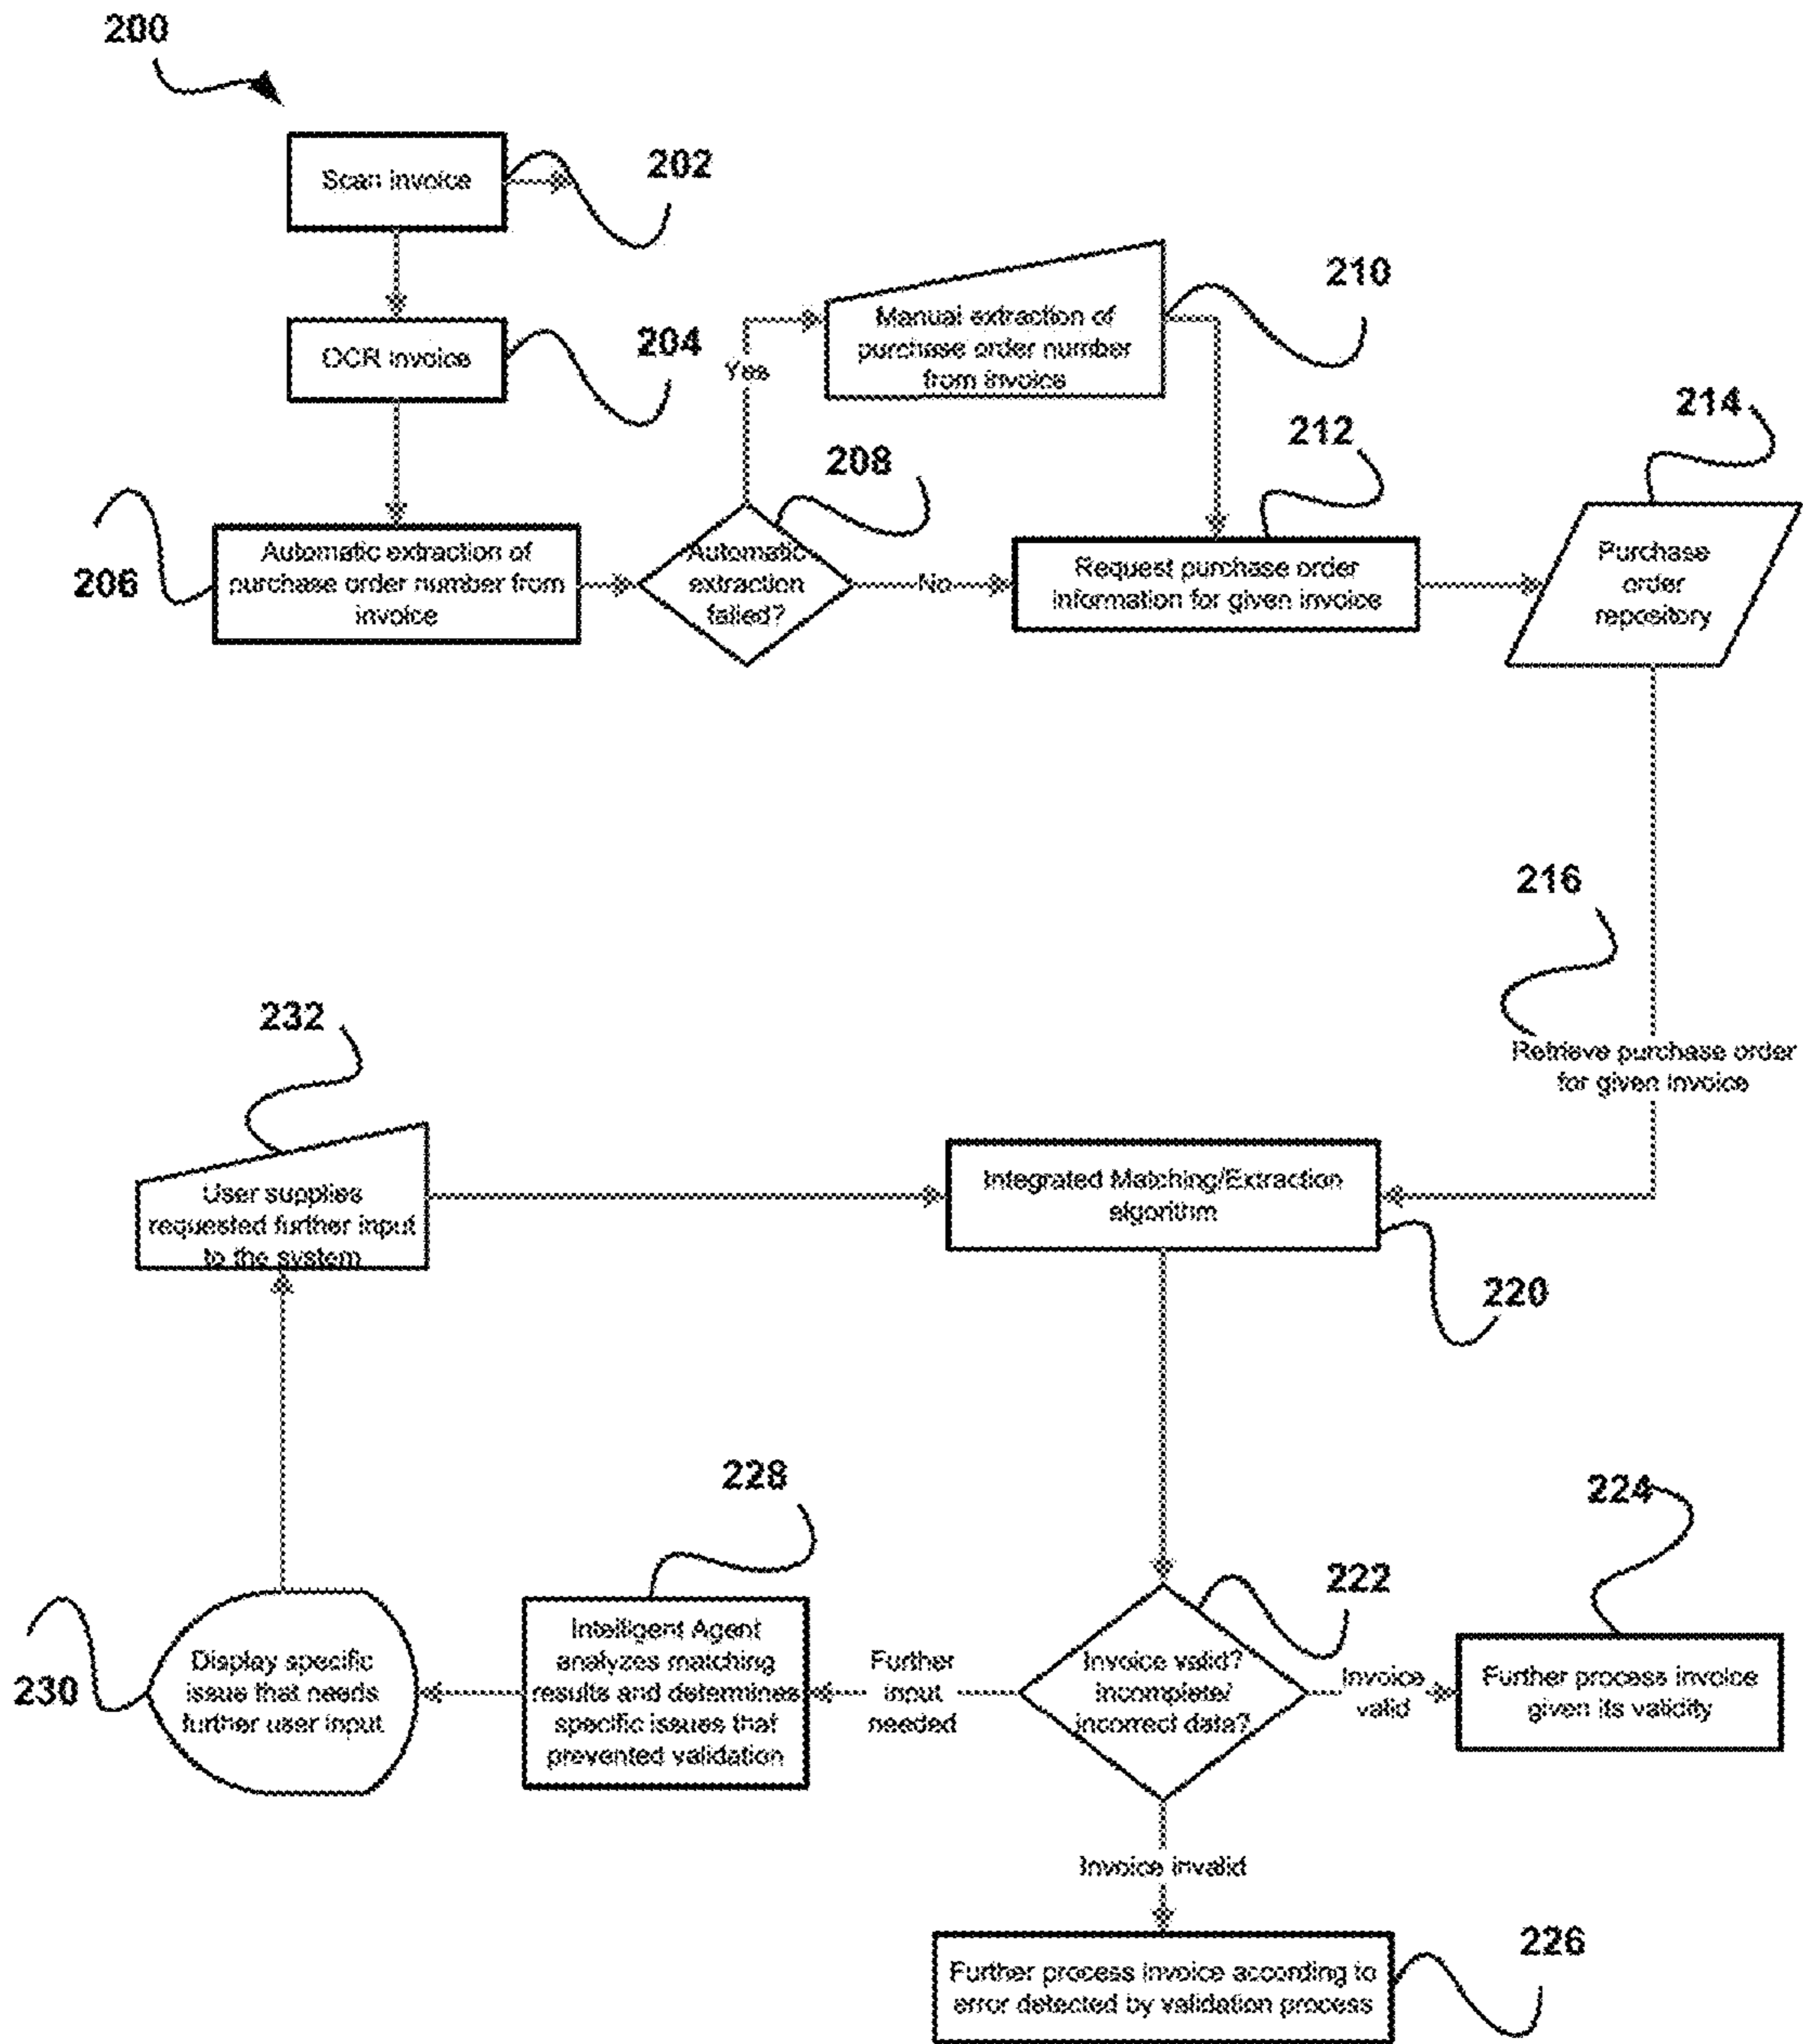 200
Scan invoice
202
OCR invoice
204
Automatic extraction of
purchase order number from
invoice
206
Automatic
extraction
failed?
208
Yes
No
Manual extraction of
purchase order number
from invoice
210
Request purchase order
information for given invoice
212
Purchase
order
repository
214
216
Retrieve purchase order
for given invoice
232
User supplies
requested further input
to the system
Integrated Matching/Extraction
algorithm
220
228
Intelligent Agent
analyzes matching
results and determines
specific issues that
prevented validation
Display specific
issue that needs
further user input
230
Further
input
needed
Invoice valid?
incomplete/
incorrect data?
222
Invoice
valid
224
Further process invoice
given its validity
Invoice invalid
Further process invoice according to
error detected by validation process
226